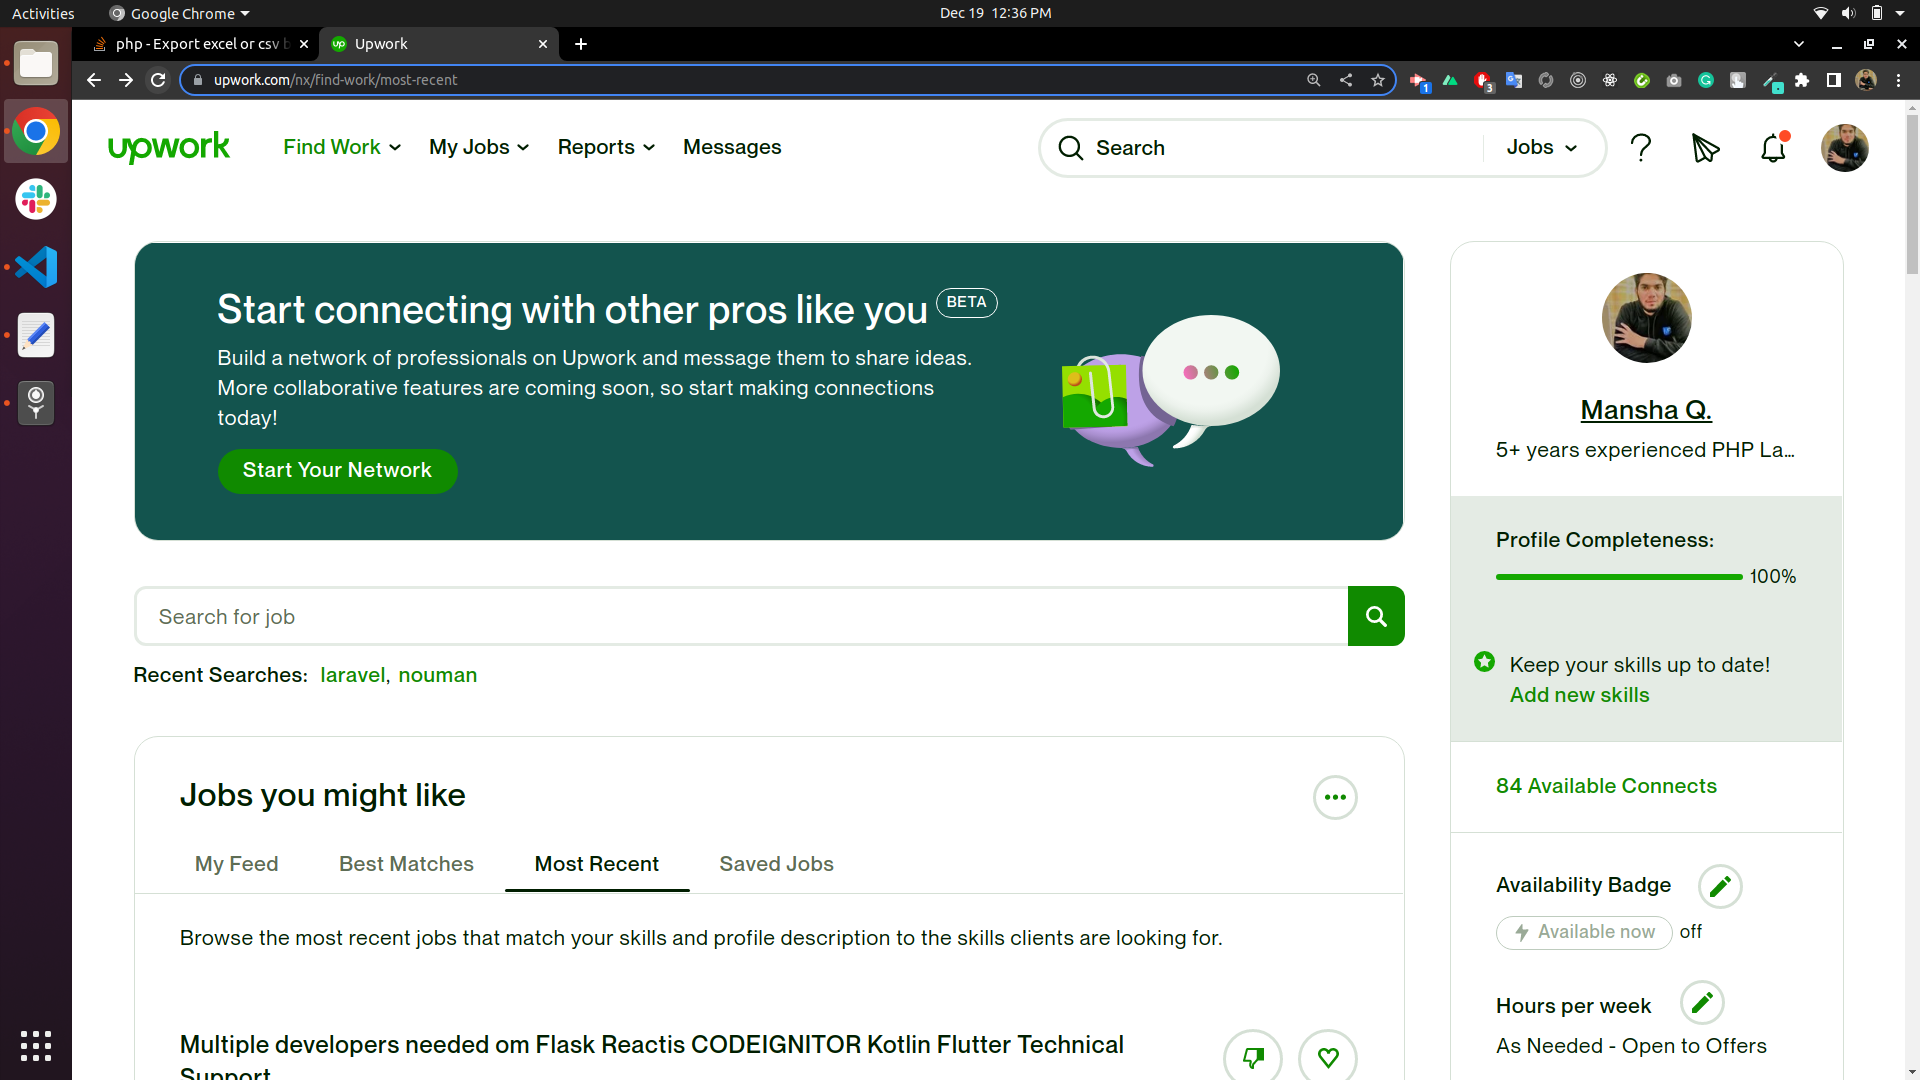 Activities
Google Chrome
Dec 19 12:36 PM
php - Export excel or csv b
Upwork
upwork.com/nx/find-work/most-recent
1
3
upwork
Find Work
My Jobs
Reports
Messages
Search
Jobs
Start connecting with other pros like you BETA
Build a network of professionals on Upwork and message them to share ideas.
More collaborative features are coming soon, so start making connections
today!
Start Your Network
Search for job
Recent Searches: laravel, nouman
Jobs you might like
My Feed
Best Matches
Most Recent
Saved Jobs
Browse the most recent jobs that match your skills and profile description to the skills clients are looking for.
Multiple developers needed om Flask Reactis CODEIGNITOR Kotlin Flutter Technical
Support
Mansha Q.
5+ years experienced PHP La...
Profile Completeness:
100%
Keep your skills up to date!
Add new skills
84 Available Connects
Availability Badge
Available now off
Hours per week
As Needed - Open to Offers